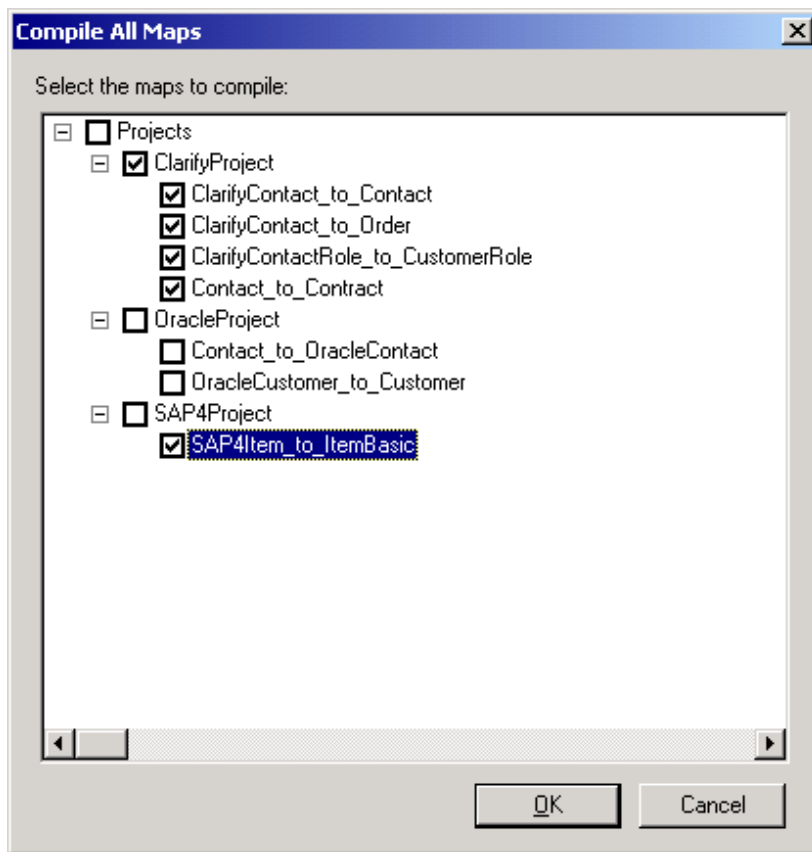 Compile All Maps
Select the maps to compile:
Projects
ClarifyProject
ClarifyContact_to_Contact
ClarifyContact_to_Order
ClarifyContactRole_to_CustomerRole
Contact_to_Contract
OracleProject
Contact_to_OracleContact
OracleCustomer_to_Customer
SAP4Project
SAP4Item_to_ItemBasic
OK Cancel